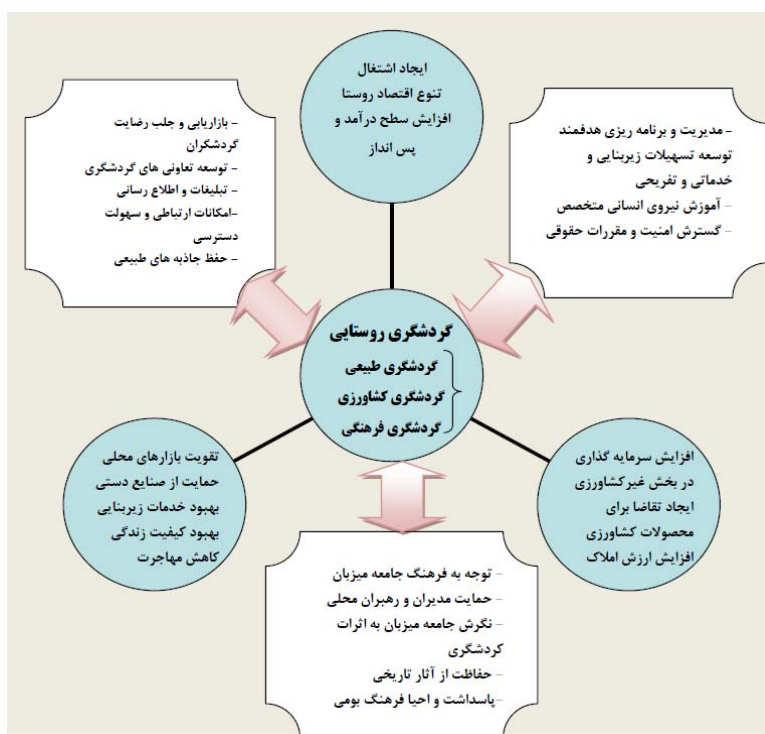 ایجاد اشتغال
تنوع اقتصاد روستا
افزایش سطح درآمد و
پس انداز
- مدیریت و برنامه ریزی هدفمند
توسعه تسهیلات زیربنایی و
خدماتی و تفریحی
- آموزش نیروی انسانی متخصص
- گسترش امنیت و مقررات حقوقی
- بازاریابی و جلب رضایت
گردشگران
- توسعه تعاونی های گردشگری
- تبلیغات و اطلاع رسانی
-امکانات ارتباطی و سهولت
دسترسی
- حفظ جاذبه های طبیعی
گردشگری روستایی
گردشگری طبیعی
گردشگری کشاورزی
گردشگری فرهنگی
افزایش سرمایه گذاری
در بخش غیرکشاورزی
ایجاد تقاضا برای
محصولات کشاورزی
افزایش ارزش املاک
تقویت بازارهای محلی
حمایت از صنایع دستی
بهبود خدمات زیربنایی
بهبود کیفیت زندگی
کاهش مهاجرت
- توجه به فرهنگ جامعه میزبان
- حمایت مدیران و رهبران محلی
- نگرش جامعه میزبان به اثرات
کردشگری
- حفاظت از آثار تاریخی
-پاسداشت و احیا فرهنگ بومی